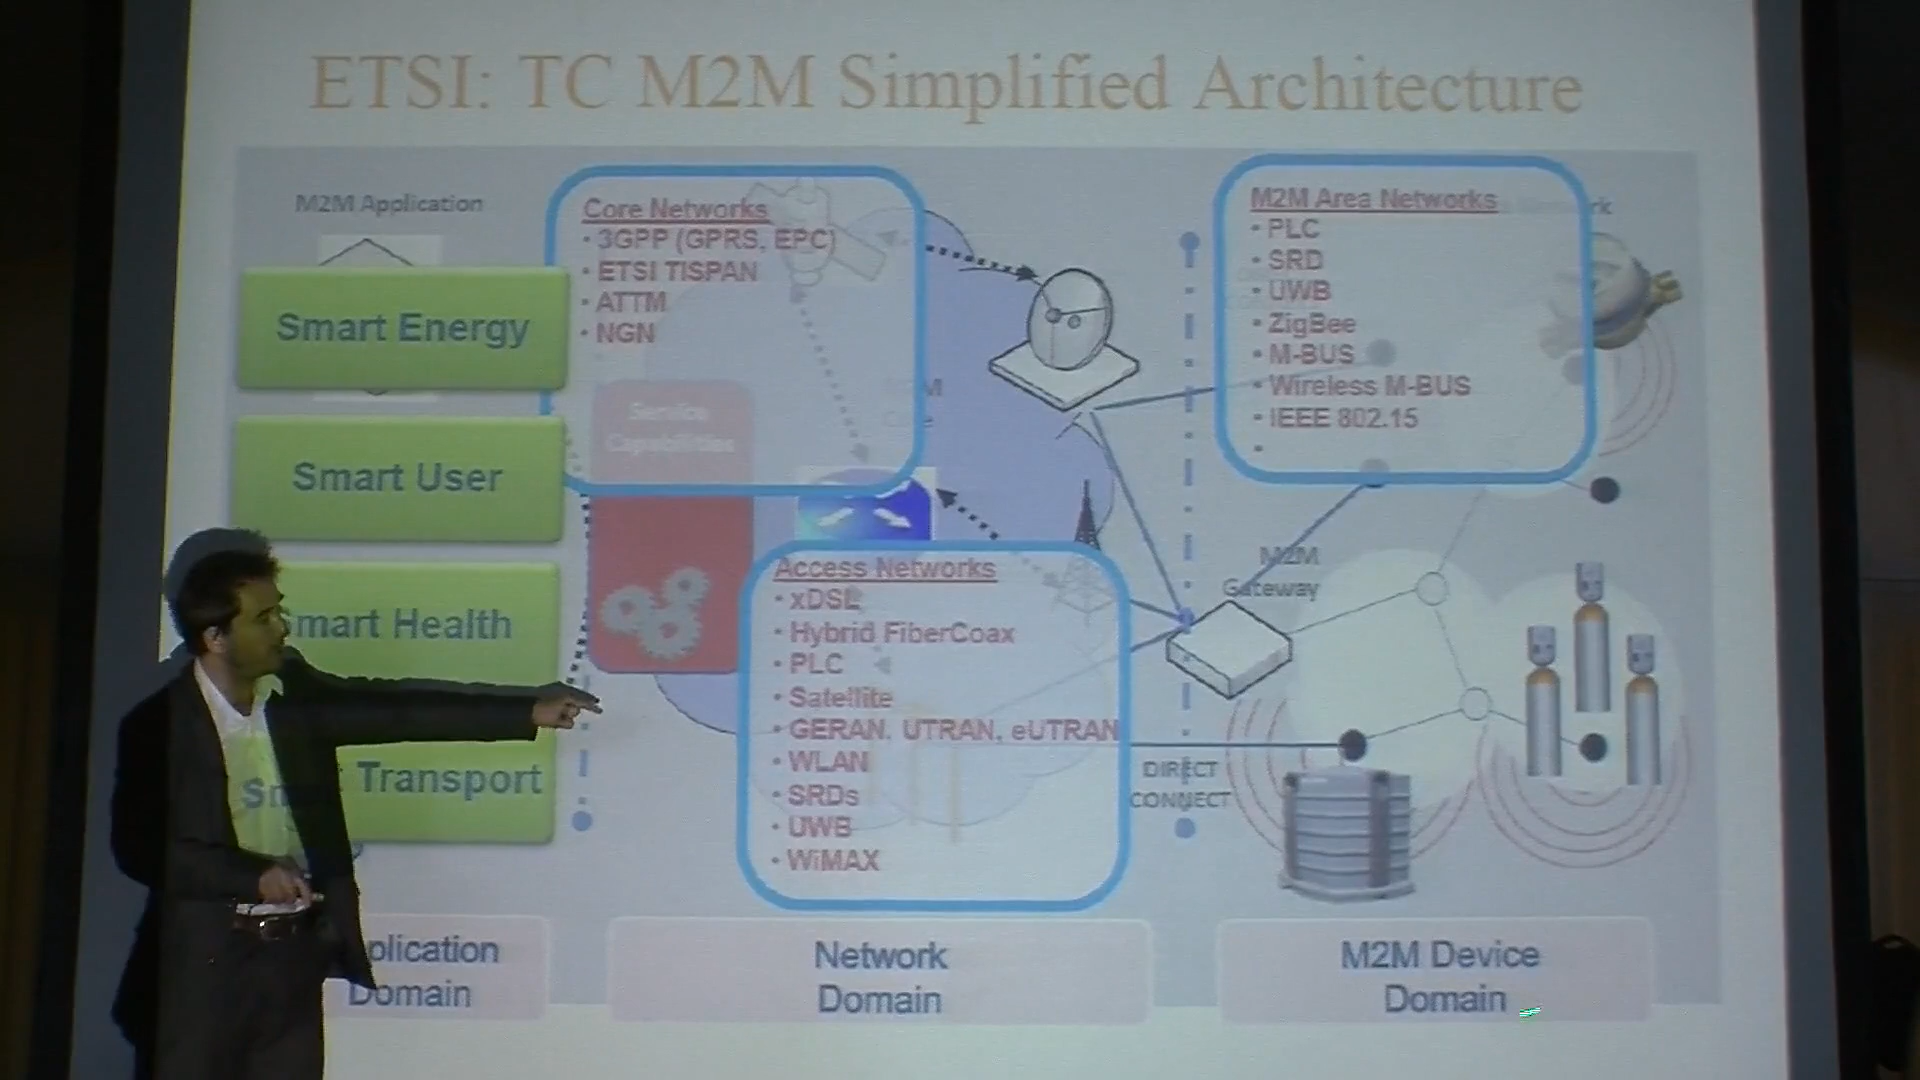 ETSI: TC M2M Simplified Architecture
M2M Application
Smart Energy
Smart User
Smart Health
Transport
Core Networks
• 3GPP (GPRS, EPC)
• ETSI TISPAN
• ATTM
• NGN
Service
Capabilities
Access Networks
• xDSL
• Hybrid FiberCoax
• PLC
• Satellite
• GERAN. UTRAN, eUTRAN
• WLAN
• SRDs
• UWB
• WiMAX
M2M Area Networks
• PLC
• SRD
• UWB
• ZigBee
• M-BUS
• Wireless M-BUS
• IEEE 802.15
•
M2M
Gateway
DIRECT
CONNECT
plication
Domain
Network
Domain
M2M Device
Domain